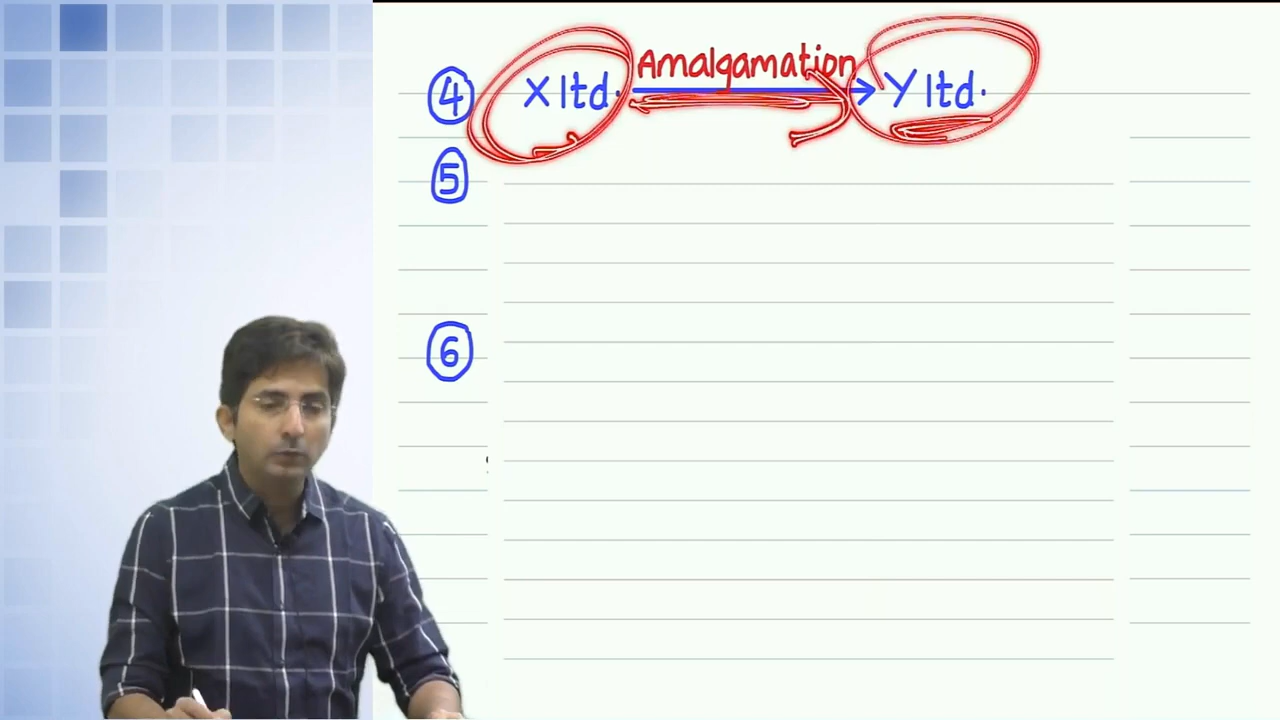 Amalgamation
④ X ltd. → Y ltd.
⑤
⑥